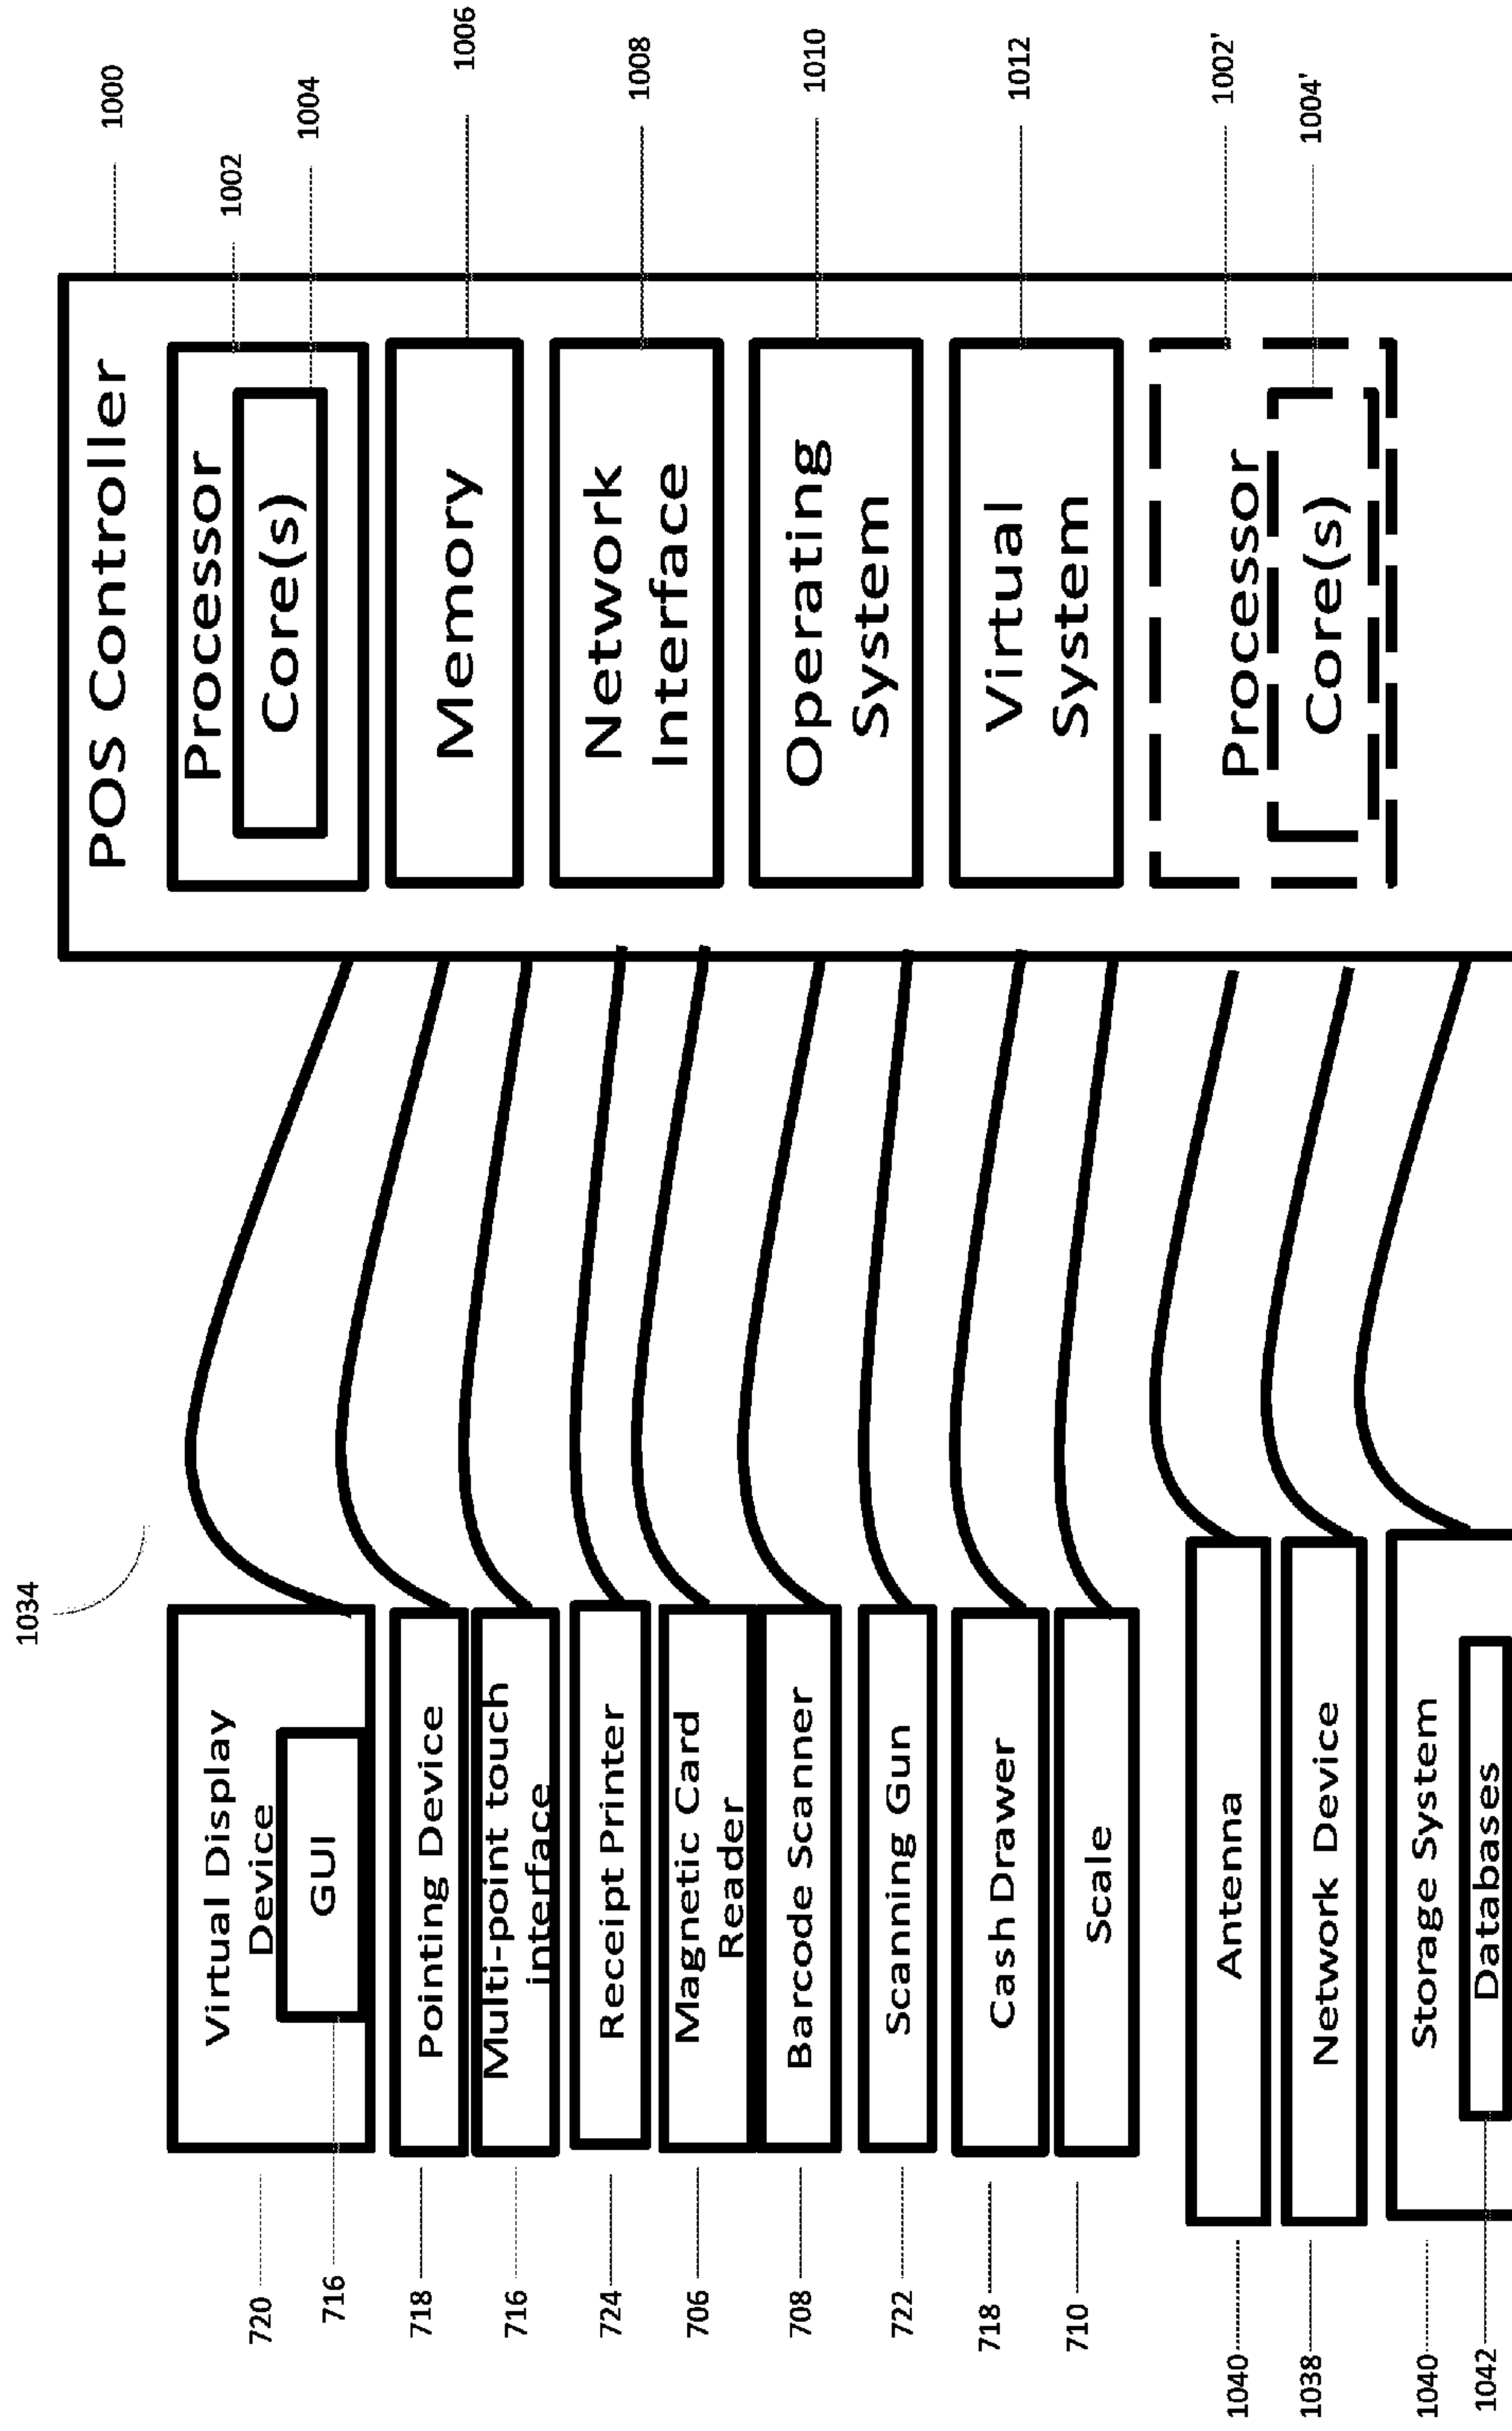 1034
720
Virtual Display
Device
716
GUI
718
Pointing Device
716
Multi-point touch
interface
724
Receipt Printer
706
Magnetic Card
Reader
708
Barcode Scanner
722
Scanning Gun
718
Cash Drawer
710
Scale
1040
Antenna
1038
Network Device
1040
Storage System
1042
Databases
POS Controller
1000
Processor
1002
Core(s)
1004
Memory
1006
Network
Interface
1008
Operating
System
1010
Virtual
System
1012
Processor
1002'
Core(s)
1004'